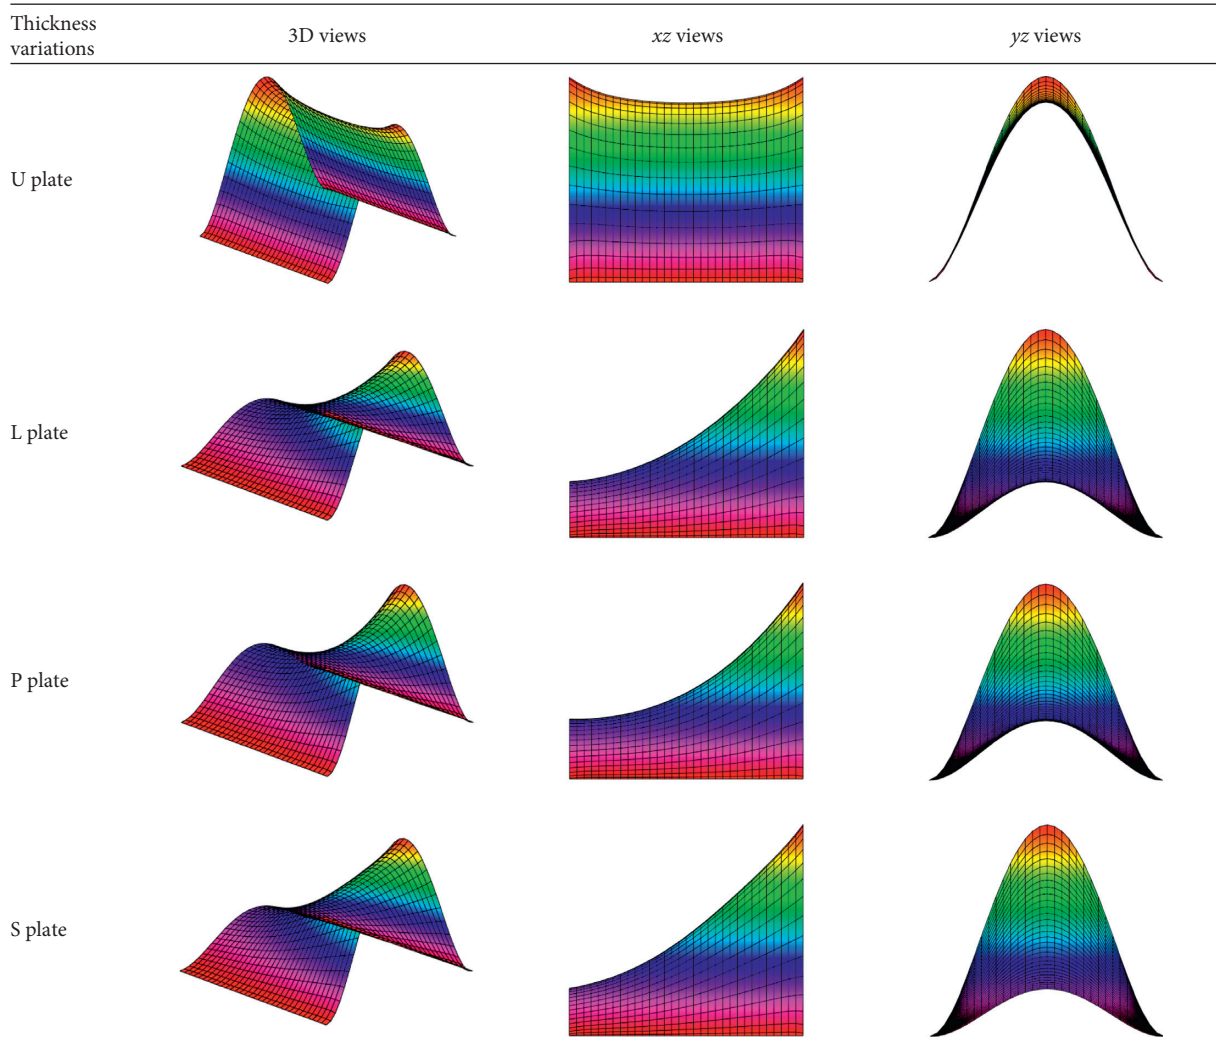 Thickness
variations
3D views
xz views
yz views
U plate
L plate
P plate
S plate